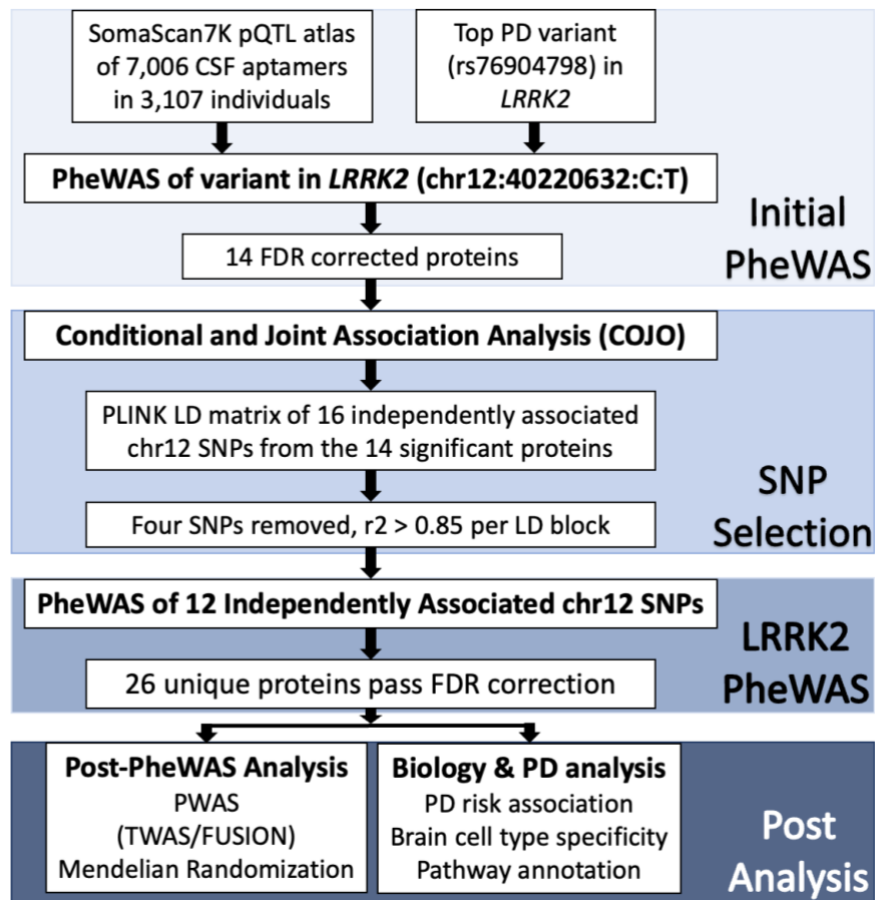 SomaScan7K pQTL atlas
of 7,006 CSF aptamers
in 3,107 individuals
Top PD variant
(rs76904798) in
LRRK2
PheWAS of variant in LRRK2 (chr12:40220632:C:T)
14 FDR corrected proteins
Initial
PheWAS
Conditional and Joint Association Analysis (COJO)
PLINK LD matrix of 16 independently associated
chr12 SNPs from the 14 significant proteins
Four SNPs removed, r2 > 0.85 per LD block
SNP
Selection
PheWAS of 12 Independently Associated chr12 SNPs
26 unique proteins pass FDR correction
LRRK2
PheWAS
Post-PheWAS Analysis
PWAS
(TWAS/FUSION)
Mendelian Randomization
Biology & PD analysis
PD risk association
Brain cell type specificity
Pathway annotation
Post
Analysis